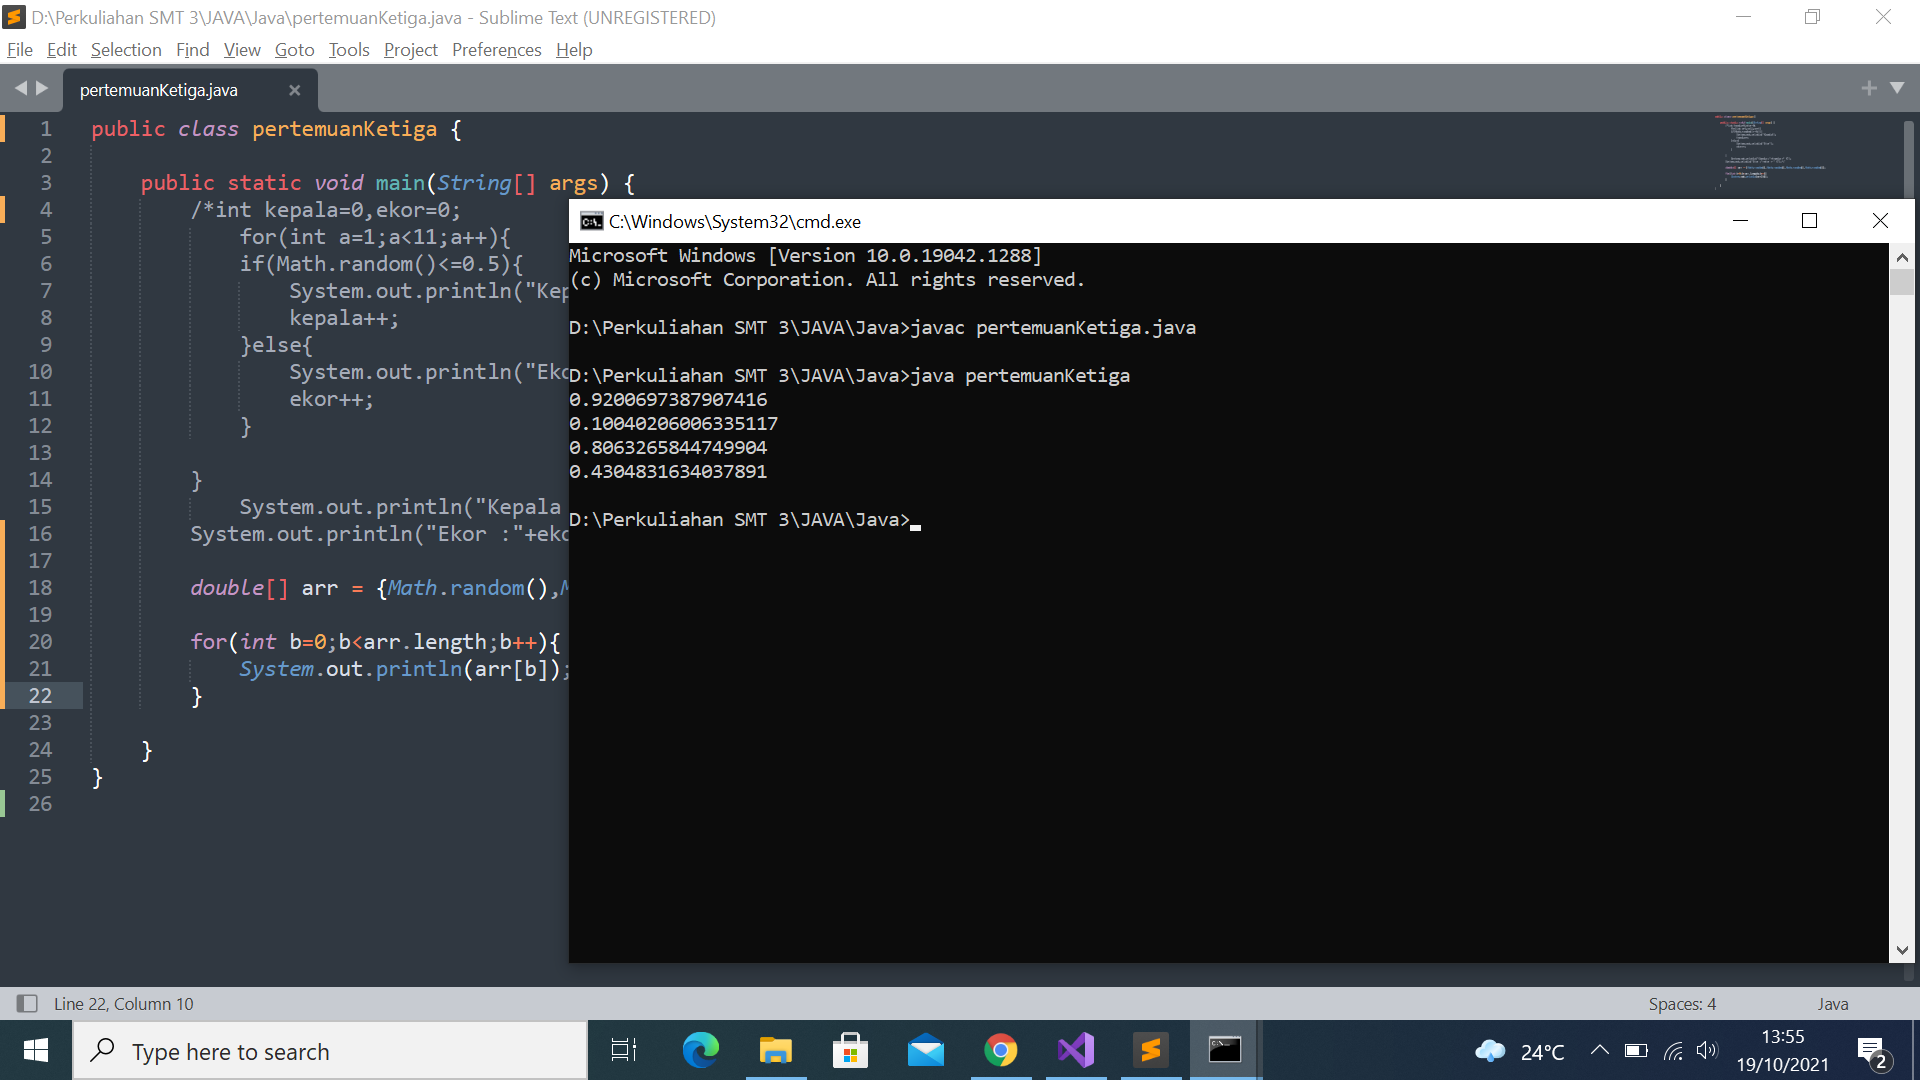 D:\Perkuliahan SMT 3\JAVA\Java\pertemuanKetiga.java - Sublime Text (UNREGISTERED)
File Edit Selection Find View Goto Tools Project Preferences Help
pertemuanKetiga.java
1 public class pertemuanKetiga {
2
3 public static void main(String[] args) {
4 /*int kepala=0,ekor=0;
5 for(int a=1;a<11;a++){
6 if(Math.random()<=0.5){
7 System.out.println("Kep
8 kepala++;
9 }else{
10 System.out.println("Eko
11 ekor++;
12 }
13
14 }
15 System.out.println("Kepala
16 System.out.println("Ekor :"+eko
17
18 double[] arr = {Math.random(),M
19
20 for(int b=0;b<arr.length;b++){
21 System.out.println(arr[b]);
22 }
23
24 }
25 }
26
C:\Windows\System32\cmd.exe
Microsoft Windows [Version 10.0.19042.1288]
(c) Microsoft Corporation. All rights reserved.
D:\Perkuliahan SMT 3\JAVA\Java>javac pertemuanKetiga.java
D:\Perkuliahan SMT 3\JAVA\Java>java pertemuanKetiga
0.9200697387907416
0.10040206006335117
0.8063265844749904
0.4304831634037891
D:\Perkuliahan SMT 3\JAVA\Java>
Line 22, Column 10
Spaces: 4
Java
Type here to search
24°C
13:55
19/10/2021
2